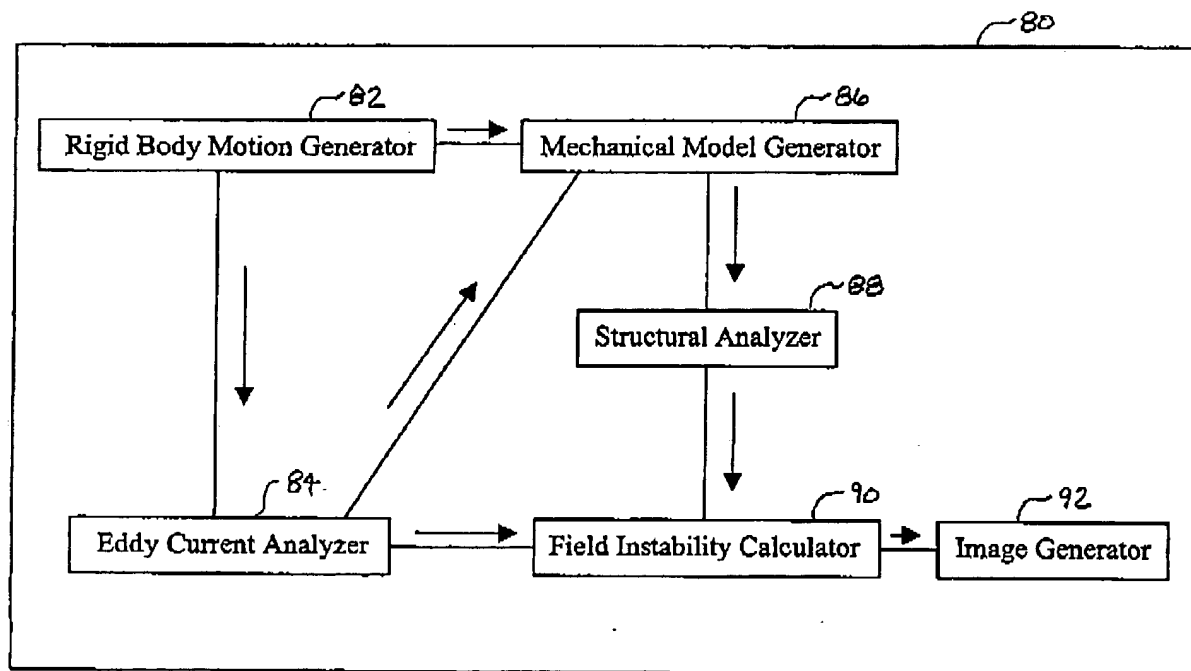 80
82
86
Rigid Body Motion Generator
Mechanical Model Generator
88
Structural Analyzer
84
90
92
Eddy Current Analyzer
Field Instability Calculator
Image Generator